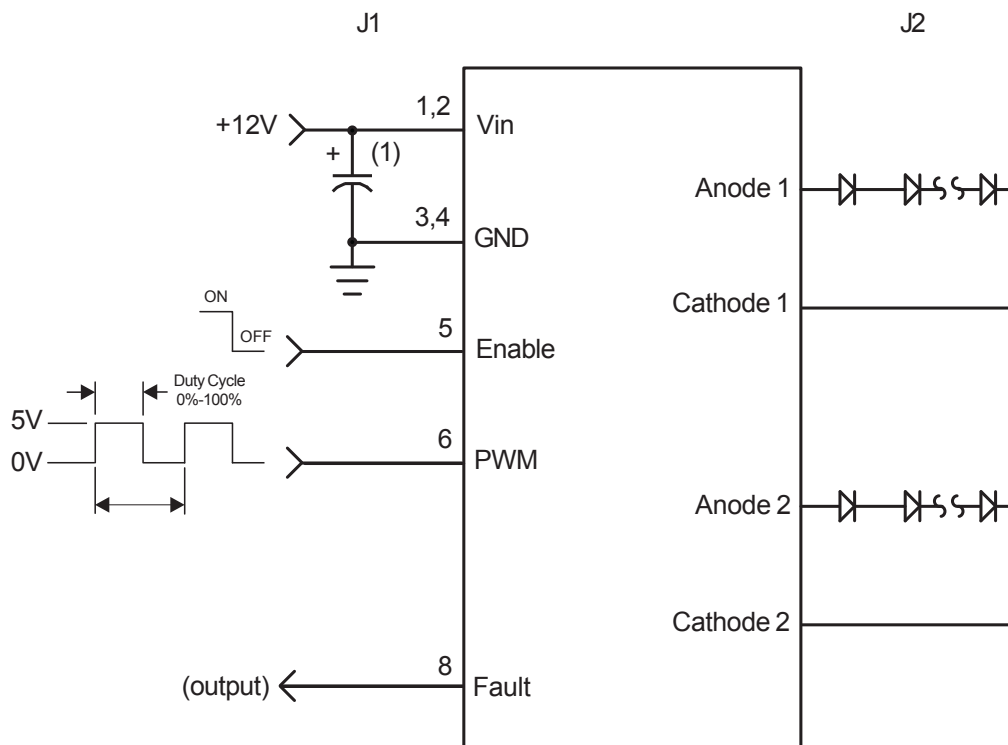 J1
J2
1,2
+12V
Vin
+
(1)
Anode 1
3,4
GND
ON
Cathode 1
OFF
5
Enable
Duty Cycle
0%-100%
5V
6
0V
PWM
Anode 2
Cathode 2
8
(output)
Fault